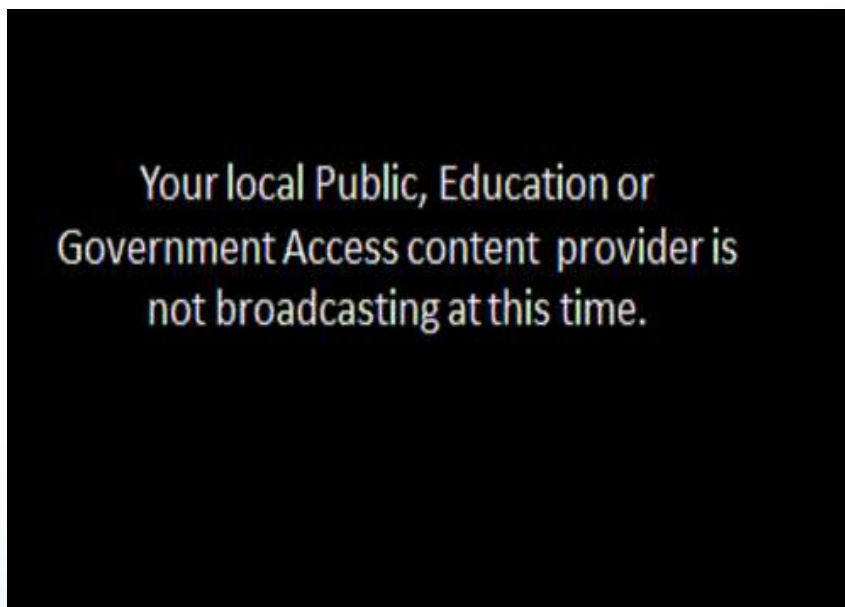 Your local Public, Education or
Government Access content provider is
not broadcasting at this time.